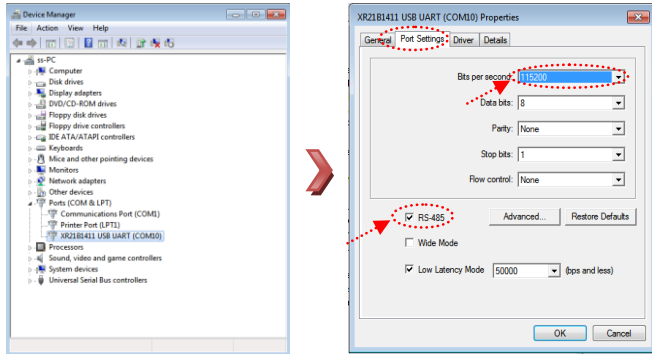 Device Manager
File Action View Help
ss-PC
Computer
Disk drives
Display adapters
DVD/CD-ROM drives
Floppy disk drives
Floppy drive controllers
IDE ATA/ATAPI controllers
Keyboards
Mice and other pointing devices
Monitors
Network adapters
Other devices
Ports (COM & LPT)
Communications Port (COM1)
Printer Port (LPT1)
XR21B1411 USB UART (COM10)
Processors
Sound, video and game controllers
System devices
Universal Serial Bus controllers
XR21B1411 USB UART (COM10) Properties
General Port Settings Driver Details
Bits per second: 115200
Data bits: 8
Parity: None
Stop bits: 1
Flow control: None
RS-485 Advanced... Restore Defaults
Wide Mode
Low Latency Mode 50000 (bps and less)
OK Cancel